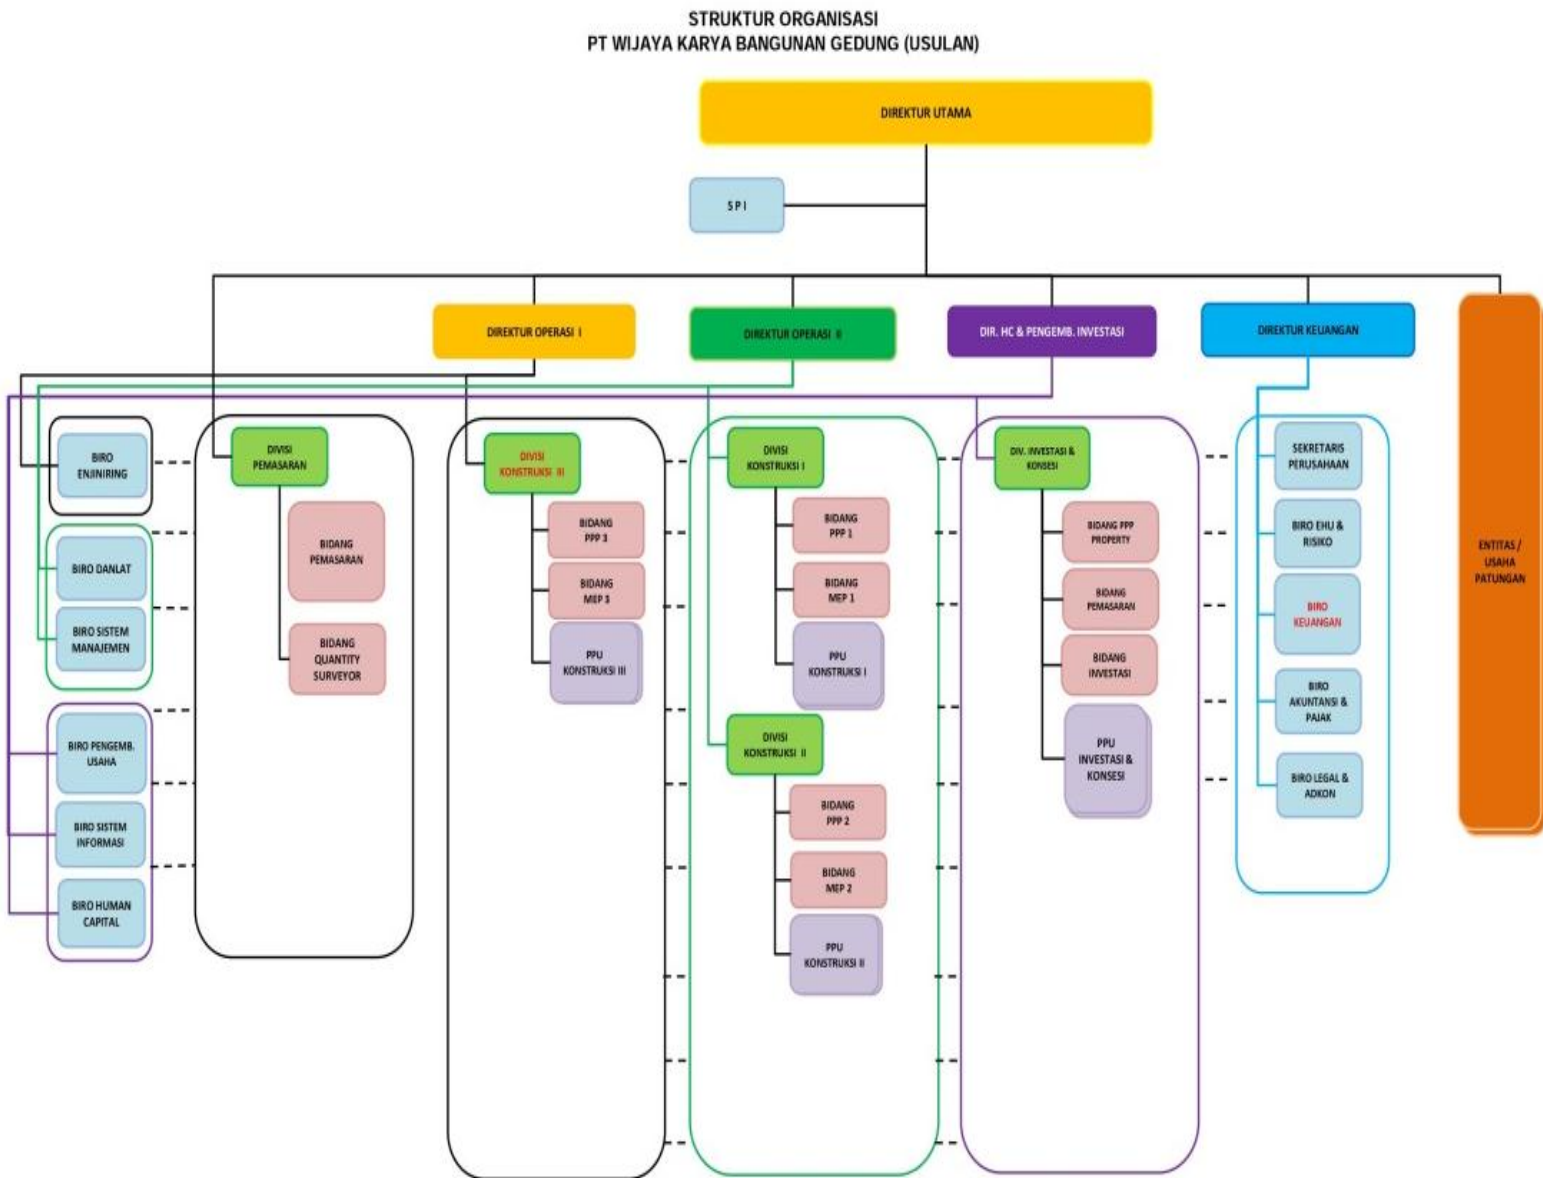 STRUKTUR ORGANISASI
PT WIJAYA KARYA BANGUNAN GEDUNG (USULAN)
DIREKTUR UTAMA
S P I
DIREKTUR OPERASI I
DIREKTUR OPERASI II
DIR. HC & PENGEMB. INVESTASI
DIREKTUR KEUANGAN
ENTITAS /
USAHA
PATUNGAN
BIRO
ENJINIRING
BIRO DANLAT
BIRO SISTEM
MANAJEMEN
BIRO PENGEMB.
USAHA
BIRO SISTEM
INFORMASI
BIRO HUMAN
CAPITAL
DIVISI
PEMASARAN
BIDANG
PEMASARAN
BIDANG
QUANTITY
SURVEYOR
DIVISI
KONSTRUKSI III
BIDANG
PPP 3
BIDANG
MEP 3
PPU
KONSTRUKSI III
DIVISI
KONSTRUKSI I
BIDANG
PPP 1
BIDANG
MEP 1
PPU
KONSTRUKSI I
DIVISI
KONSTRUKSI II
BIDANG
PPP 2
BIDANG
MEP 2
PPU
KONSTRUKSI II
DIV. INVESTASI &
KONSESI
BIDANG PPP
PROPERTY
BIDANG
PEMASARAN
BIDANG
INVESTASI
PPU
INVESTASI &
KONSESI
SEKRETARIS
PERUSAHAAN
BIRO EHU &
RISIKO
BIRO
KEUANGAN
BIRO
AKUNTANSI &
PAJAK
BIRO LEGAL &
ADKON